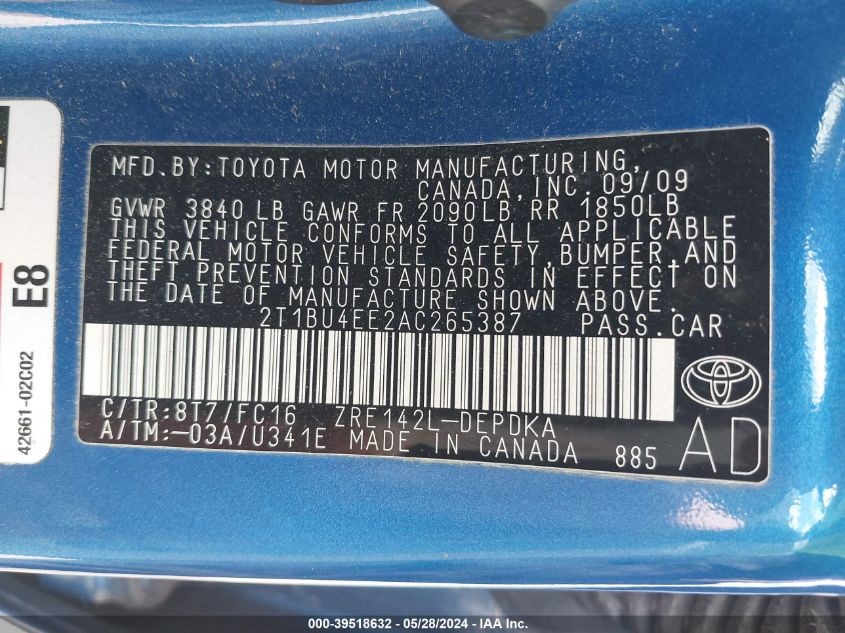 MFD.BY:TOYOTA MOTOR MANUFACTURING,
CANADA,INC. 09/09
GVWR 3840 LB GAWR FR 2090LB RR 1850LB
THIS VEHICLE CONFORMS TO ALL APPLICABLE
FEDERAL MOTOR VEHICLE SAFETY,BUMPER,AND
THEFT PREVENTION STANDARDS IN EFFECT ON
THE DATE OF MANUFACTURE SHOWN ABOVE.
2T1BU4EE2AC265387 PASS.CAR
C/TR:8T7/FC16 ZRE142L-DEPDKA
A/TM:-03A/U341E MADE IN CANADA 885
AD
E8
42661-02C02
000-39518632 - 05/28/2024 - IAA Inc.